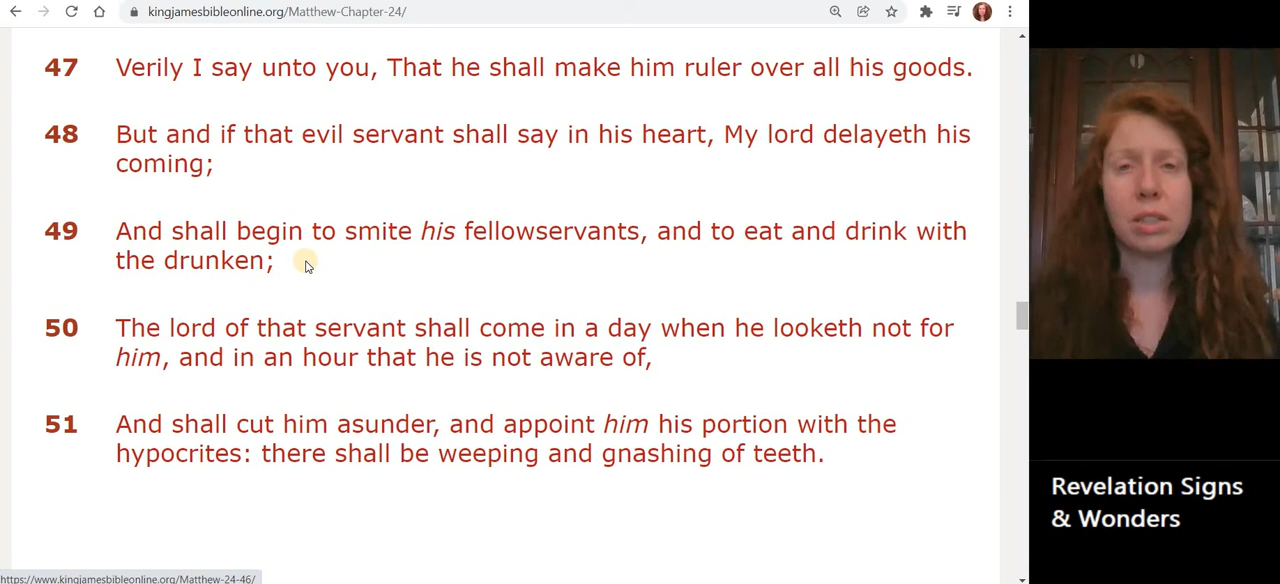 kingjamesbibleonline.org/Matthew-Chapter-24/
47 Verily I say unto you, That he shall make him ruler over all his goods.
48 But and if that evil servant shall say in his heart, My lord delayeth his
coming;
49 And shall begin to smite his fellowservants, and to eat and drink with
the drunken;
50 The lord of that servant shall come in a day when he looketh not for
him, and in an hour that he is not aware of,
51 And shall cut him asunder, and appoint him his portion with the
hypocrites: there shall be weeping and gnashing of teeth.
Revelation Signs
& Wonders
https://www.kingjamesbibleonline.org/Matthew-24-46/